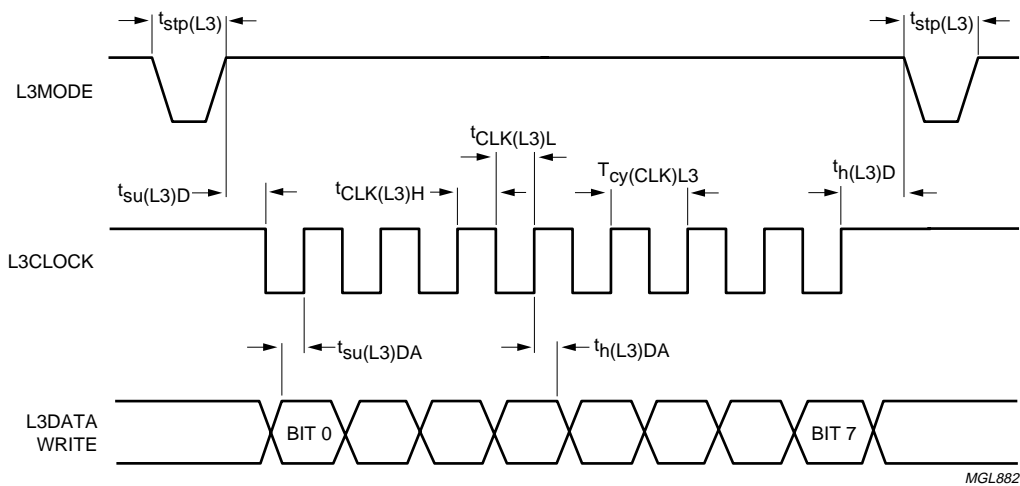 tstp(L3) tstp(L3)
L3MODE
tCLK(L3)L
tsu(L3)D tCLK(L3)H Tcy(CLK)L3 th(L3)D
L3CLOCK
tsu(L3)DA th(L3)DA
L3DATA
WRITE
BIT 0 BIT 7
MGL882